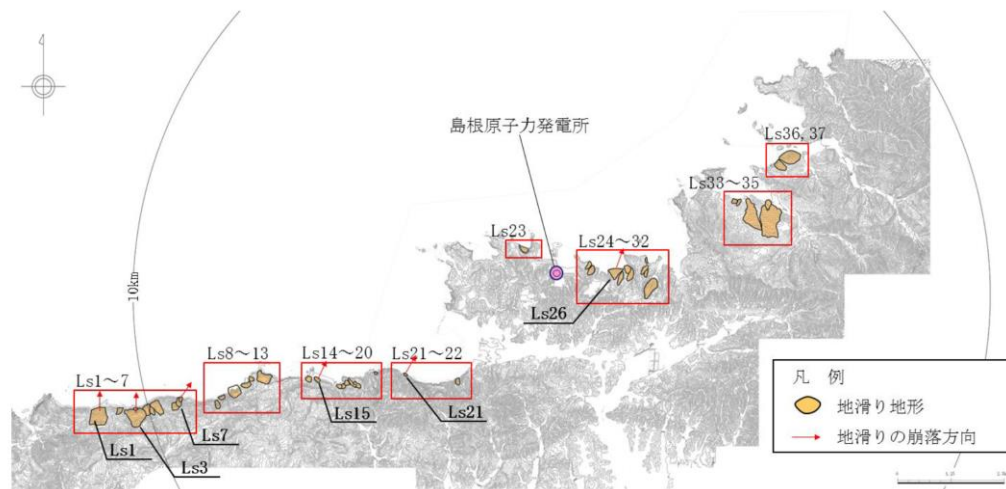 島根原子力発電所
Ls36, 37
Ls33～35
Ls23
Ls24～32
10km
Ls26
Ls8～13
Ls14～20
Ls21～22
Ls1～7
Ls7
Ls15
Ls21
Ls1
Ls3
凡 例
地滑り地形
地滑りの崩落方向